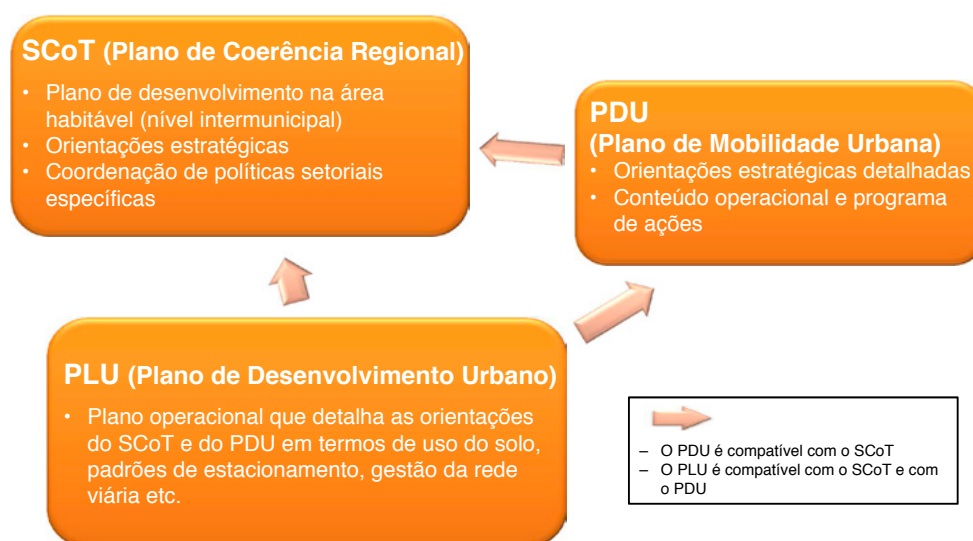 SCoT (Plano de Coerência Regional)
• Plano de desenvolvimento na área
habitável (nível intermunicipal)
• Orientações estratégicas
• Coordenação de políticas setoriais
específicas
PDU
(Plano de Mobilidade Urbana)
• Orientações estratégicas detalhadas
• Conteúdo operacional e programa
de ações
PLU (Plano de Desenvolvimento Urbano)
• Plano operacional que detalha as orientações
do SCoT e do PDU em termos de uso do solo,
padrões de estacionamento, gestão da rede
viária etc.
– O PDU é compatível com o SCoT
– O PLU é compatível com o SCoT e com
o PDU